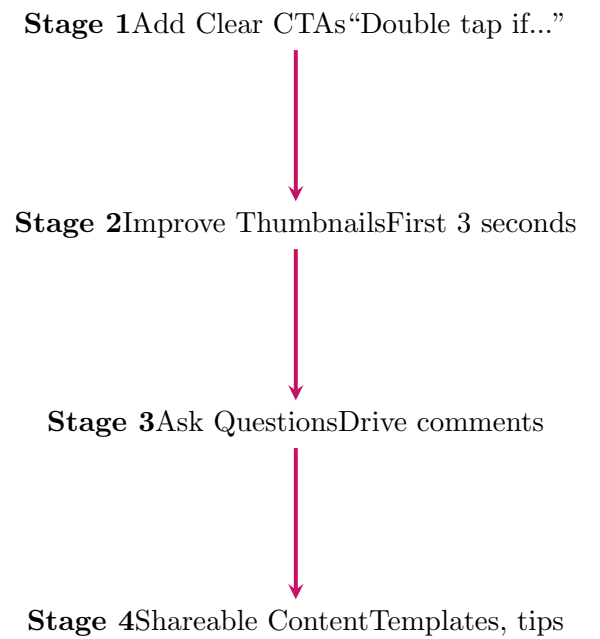 Stage 1Add Clear CTAs“Double tap if...”
Stage 2Improve ThumbnailsFirst 3 seconds
Stage 3Ask QuestionsDrive comments
Stage 4Shareable ContentTemplates, tips